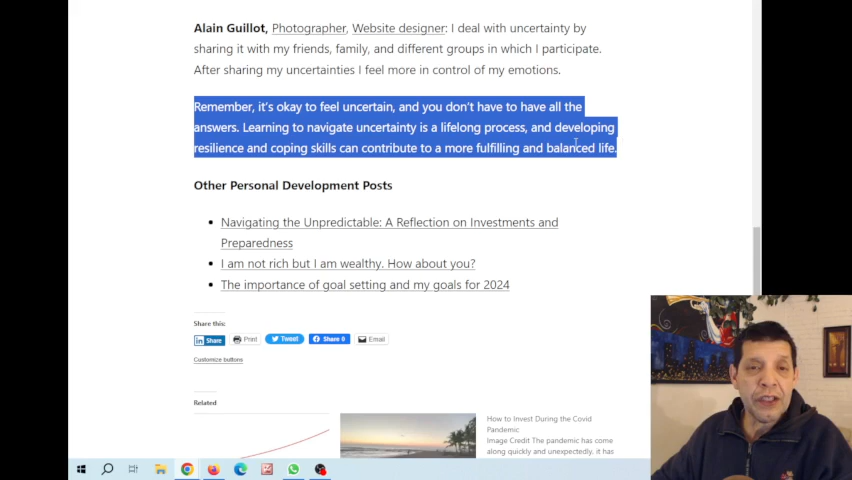 Alain Guillot, Photographer, Website designer: I deal with uncertainty by
sharing it with my friends, family, and different groups in which I participate.
After sharing my uncertainties I feel more in control of my emotions.
Remember, it's okay to feel uncertain, and you don't have to have all the
answers. Learning to navigate uncertainty is a lifelong process, and developing
resilience and coping skills can contribute to a more fulfilling and balanced life.
Other Personal Development Posts
Navigating the Unpredictable: A Reflection on Investments and
Preparedness
I am not rich but I am wealthy. How about you?
The importance of goal setting and my goals for 2024
Share this:
in Share Print Tweet Share 0 Email
Customize buttons
Related
How to Invest During the Covid
Pandemic
Image Credit The pandemic has come
along quickly and unexpectedly, it has